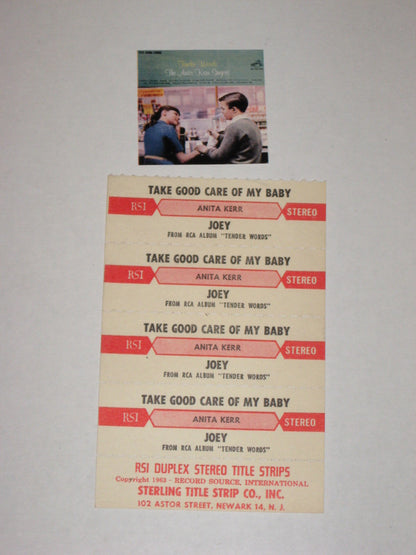 Tender Words
The Anita Kerr Singers
TAKE GOOD CARE OF MY BABY
RSI ANITA KERR STEREO
JOEY
FROM RCA ALBUM "TENDER WORDS"
TAKE GOOD CARE OF MY BABY
RSI ANITA KERR STEREO
JOEY
FROM RCA ALBUM "TENDER WORDS"
TAKE GOOD CARE OF MY BABY
RSI ANITA KERR STEREO
JOEY
FROM RCA ALBUM "TENDER WORDS"
TAKE GOOD CARE OF MY BABY
RSI ANITA KERR STEREO
JOEY
FROM RCA ALBUM "TENDER WORDS"
RSI DUPLEX STEREO TITLE STRIPS
Copyright 1963 - RECORD SOURCE, INTERNATIONAL
STERLING TITLE STRIP CO., INC.
102 ASTOR STREET, NEWARK 14, N. J.